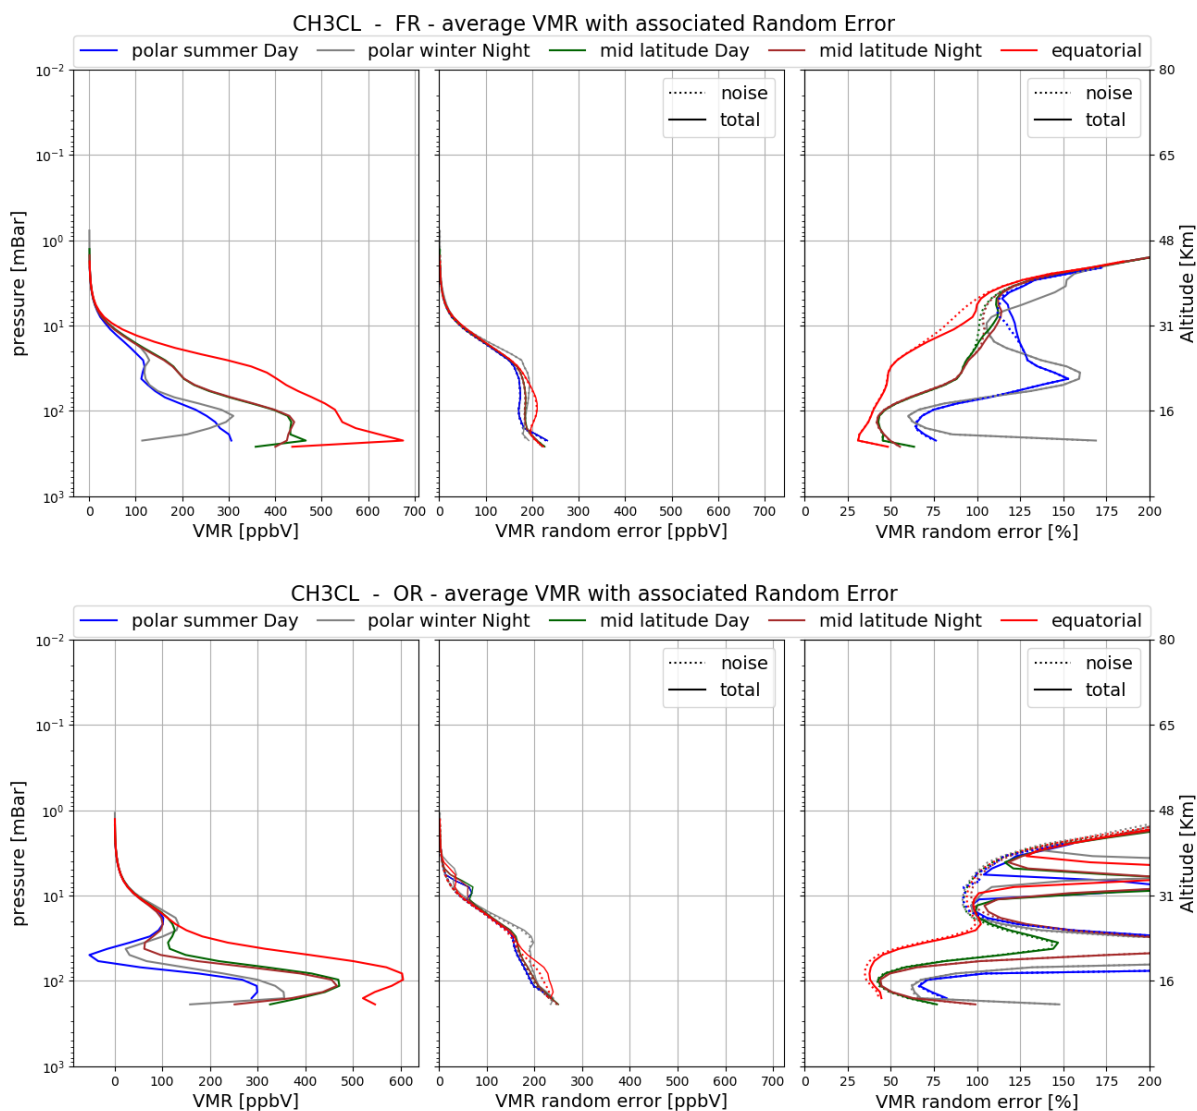 CH3CL - FR - average VMR with associated Random Error
polar summer Day polar winter Night mid latitude Day mid latitude Night equatorial
pressure [mBar]
10⁻²
10⁻¹
10⁰
10¹
10²
10³
0 100 200 300 400 500 600 700
VMR [ppbV]
noise
total
0 100 200 300 400 500 600 700
VMR random error [ppbV]
noise
total
0 25 50 75 100 125 150 175 200
VMR random error [%]
80
65
48
31
16
Altitude [Km]
CH3CL - OR - average VMR with associated Random Error
polar summer Day polar winter Night mid latitude Day mid latitude Night equatorial
pressure [mBar]
10⁻²
10⁻¹
10⁰
10¹
10²
10³
0 100 200 300 400 500 600
VMR [ppbV]
noise
total
0 100 200 300 400 500 600 700
VMR random error [ppbV]
noise
total
0 25 50 75 100 125 150 175 200
VMR random error [%]
80
65
48
31
16
Altitude [Km]